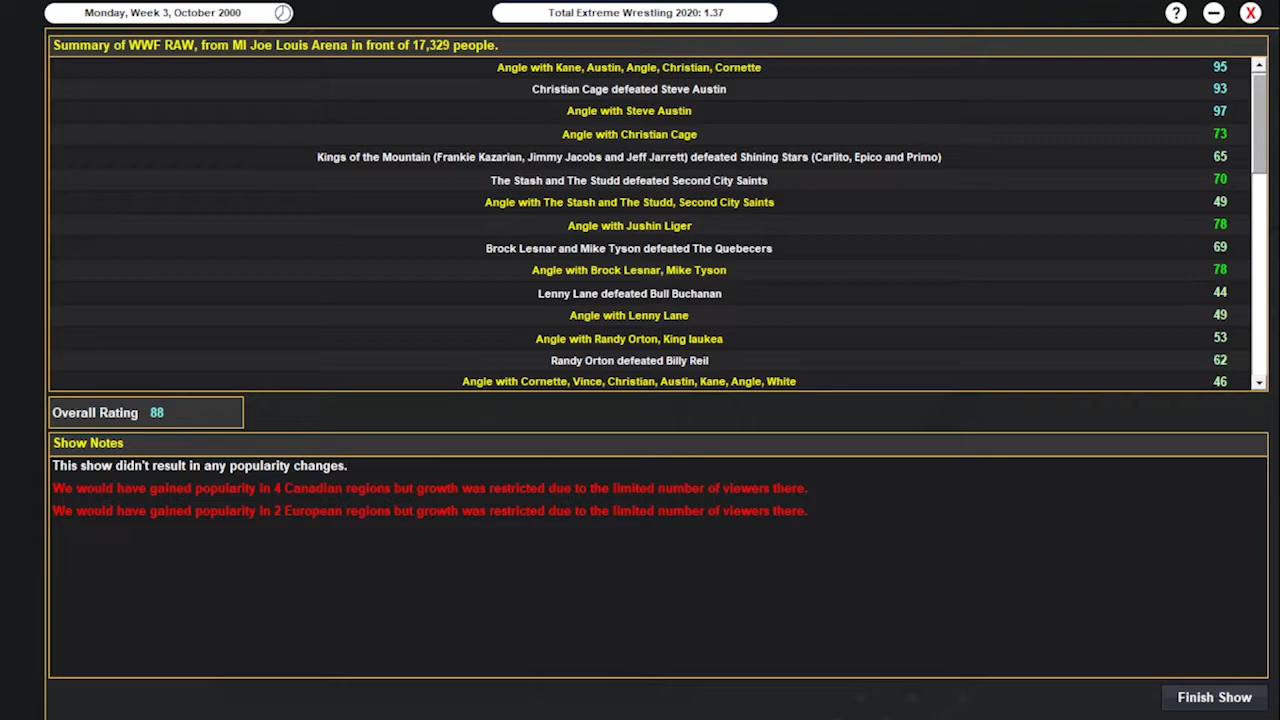 Monday, Week 3, October 2000
Total Extreme Wrestling 2020: 1.37
?
X
Summary of WWF RAW, from MI Joe Louis Arena in front of 17,329 people.
Angle with Kane, Austin, Angle, Christian, Cornette 95
Christian Cage defeated Steve Austin 93
Angle with Steve Austin 97
Angle with Christian Cage 73
Kings of the Mountain (Frankie Kazarian, Jimmy Jacobs and Jeff Jarrett) defeated Shining Stars (Carlito, Epico and Primo) 65
The Stash and The Studd defeated Second City Saints 70
Angle with The Stash and The Studd, Second City Saints 49
Angle with Jushin Liger 78
Brock Lesnar and Mike Tyson defeated The Quebecers 69
Angle with Brock Lesnar, Mike Tyson 78
Lenny Lane defeated Bull Buchanan 44
Angle with Lenny Lane 49
Angle with Randy Orton, King Iaukea 53
Randy Orton defeated Billy Reil 62
Angle with Cornette, Vince, Christian, Austin, Kane, Angle, White 46
Overall Rating 88
Show Notes
This show didn't result in any popularity changes.
We would have gained popularity in 4 Canadian regions but growth was restricted due to the limited number of viewers there.
We would have gained popularity in 2 European regions but growth was restricted due to the limited number of viewers there.
Finish Show